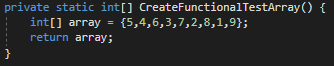 private static int[] CreateFunctionalTestArray() {
    int[] array = {5,4,6,3,7,2,8,1,9};
    return array;
}